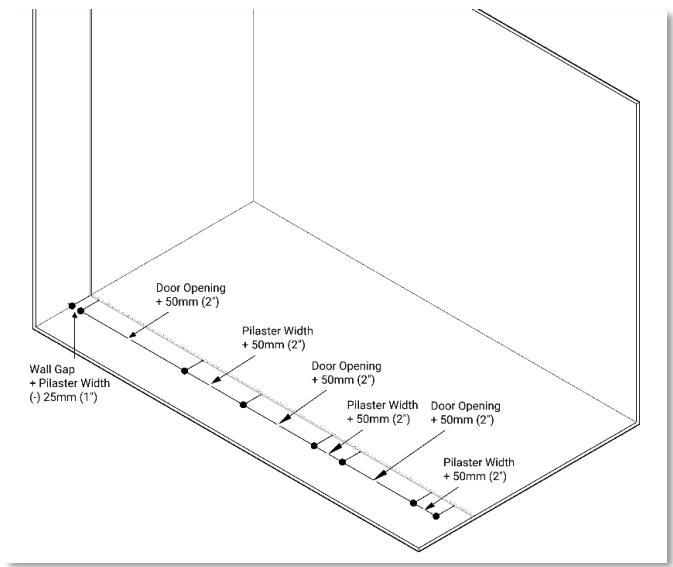 Door Opening
+ 50mm (2")
Pilaster Width
+ 50mm (2")
Door Opening
+ 50mm (2")
Wall Gap
+ Pilaster Width
(-) 25mm (1")
Pilaster Width
+ 50mm (2")
Door Opening
+ 50mm (2")
Pilaster Width
+ 50mm (2")